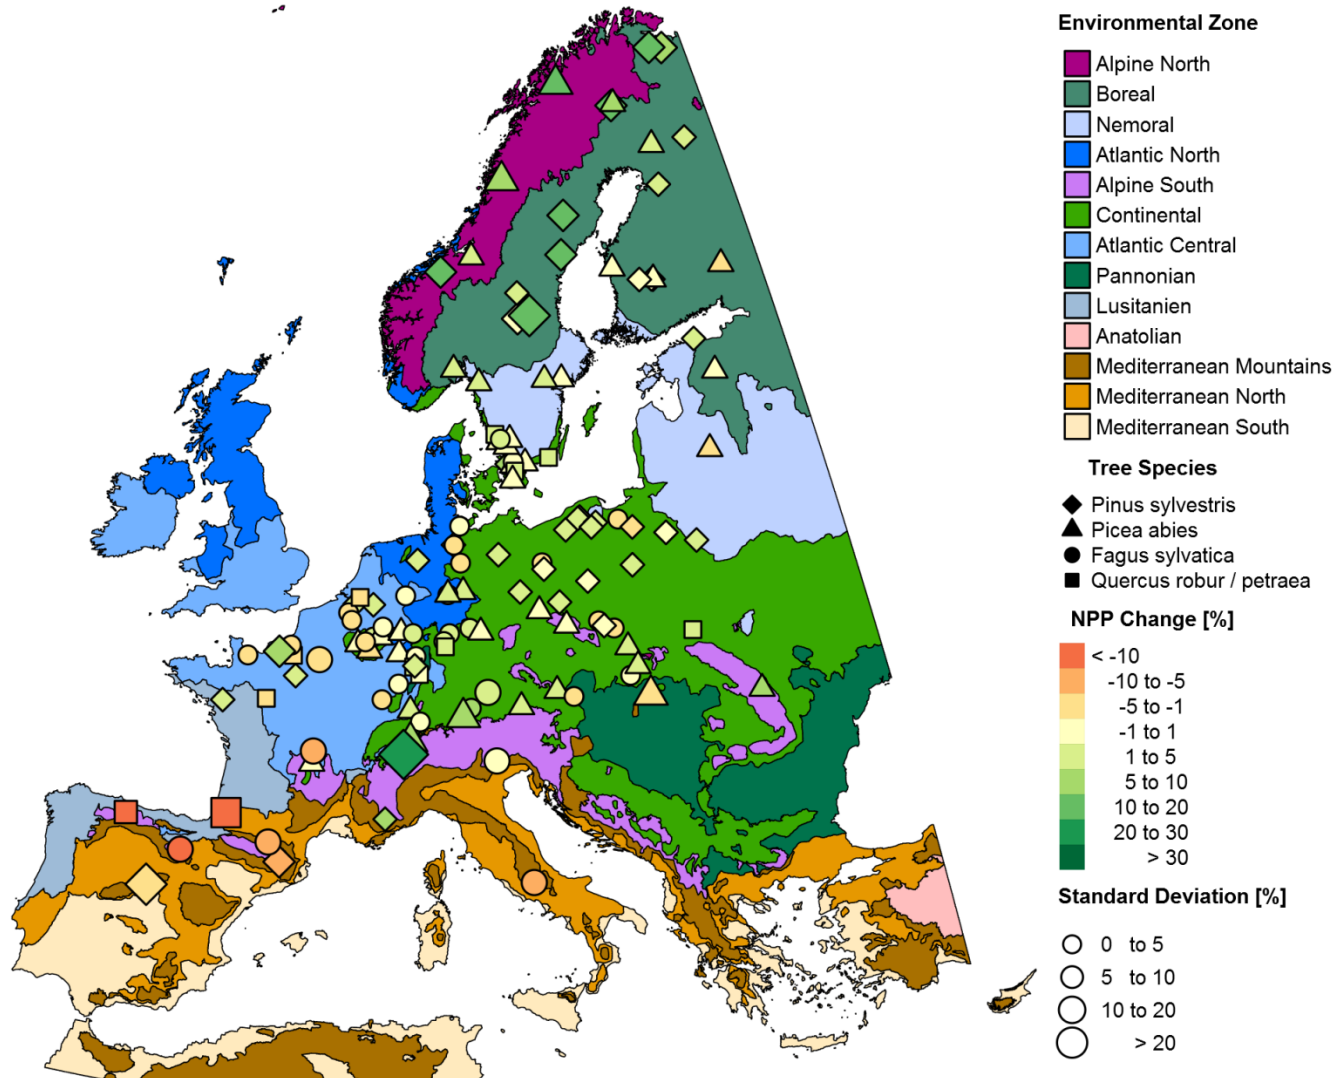 Environmental Zone
Alpine North
Boreal
Nemoral
Atlantic North
Alpine South
Continental
Atlantic Central
Pannonian
Lusitanien
Anatolian
Mediterranean Mountains
Mediterranean North
Mediterranean South
Tree Species
Pinus sylvestris
Picea abies
Fagus sylvatica
Quercus robur / petraea
NPP Change [%]
< -10
-10 to -5
-5 to -1
-1 to 1
1 to 5
5 to 10
10 to 20
20 to 30
> 30
Standard Deviation [%]
0 to 5
5 to 10
10 to 20
> 20